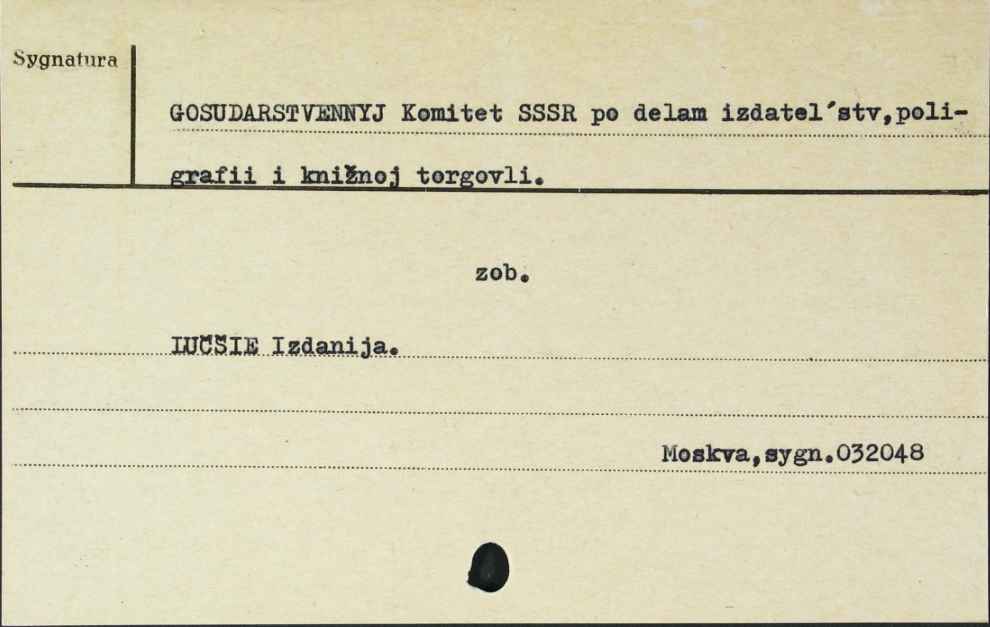 Sygnatura
GOSUDARSTVENNYJ Komitet SSSR po delam izdatel´stv,poli-
grafii i knižnoj torgovli.
zob.
LUČŠIE Izdanija.
Moskva,sygn.032048